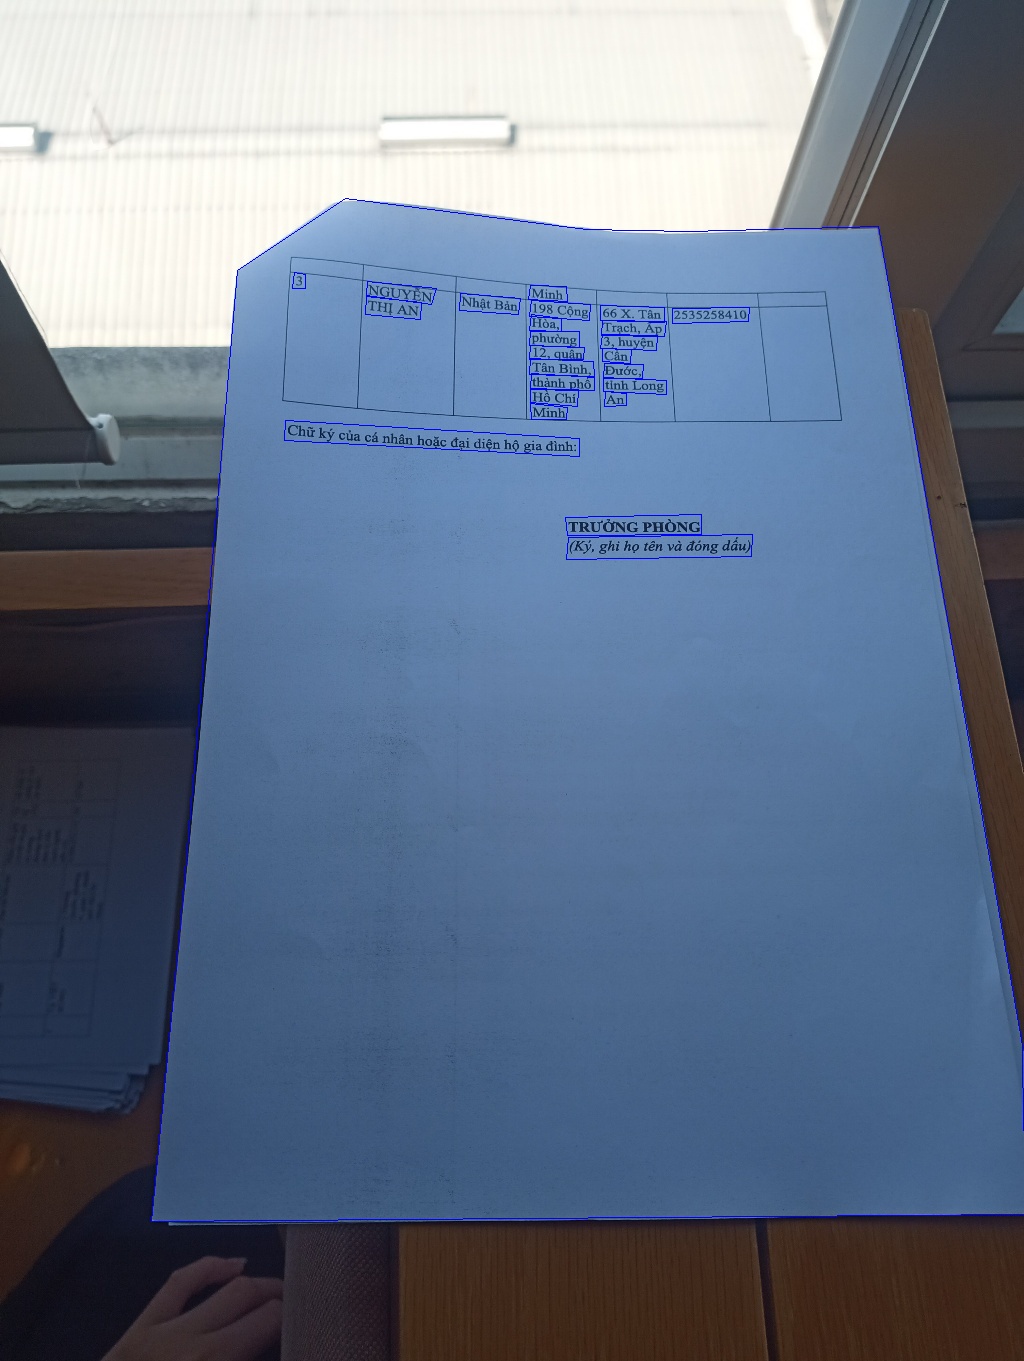 Minh
3
NGUYỄN
THỊ AN
Nhật Bản
198 Cộng
Hòa,
phường
12, quận
Tân Bình,
thành phố
Hồ Chí
Minh
66 X. Tân
Trạch, Ấp
3, huyện
Cần
Đước,
tỉnh Long
An
2535258410
Chữ ký của cá nhân hoặc đại diện hộ gia đình:
TRƯỞNG PHÒNG
(Ký, ghi họ tên và đóng dấu)